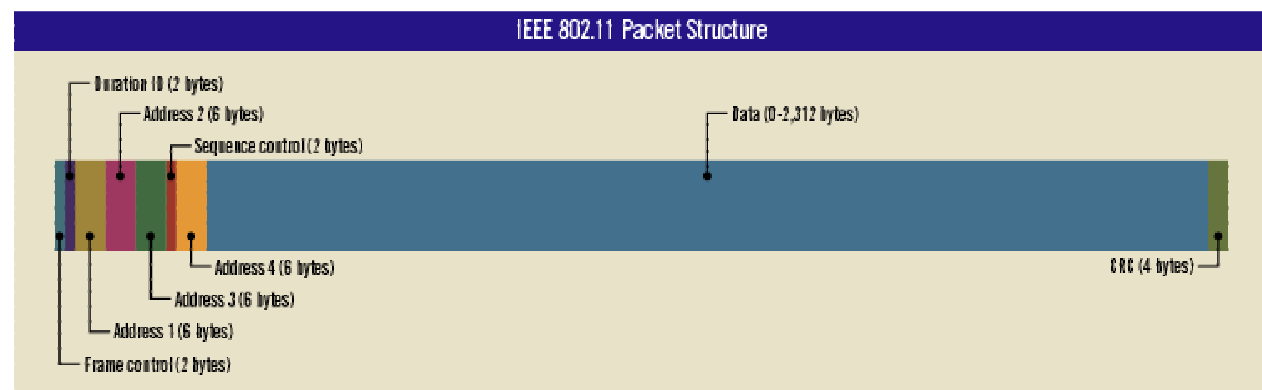 IEEE 802.11 Packet Structure
Duration ID (2 bytes)
Address 2 (6 bytes)
Data (0-2,312 bytes)
Sequence control (2 bytes)
Address 4 (6 bytes)
CRC (4 bytes)
Address 3 (6 bytes)
Address 1 (6 bytes)
Frame control (2 bytes)